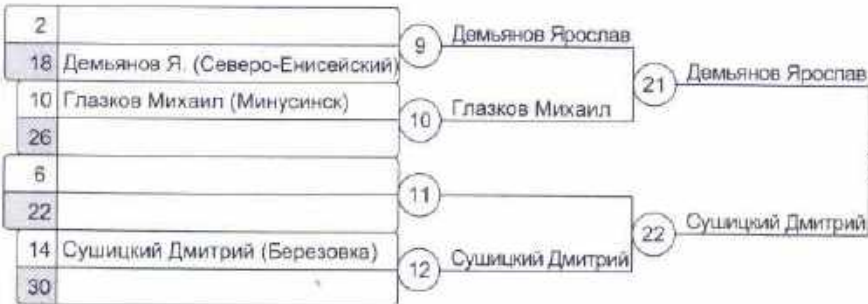 2
18 Демьянов Я. (Северо-Енисейский)
9 Демьянов Ярослав
10 Глазков Михаил (Минусинск)
26
10 Глазков Михаил
21 Демьянов Ярослав
6
22
11
14 Сушицкий Дмитрий (Березовка)
30
12 Сушицкий Дмитрий
22 Сушицкий Дмитрий